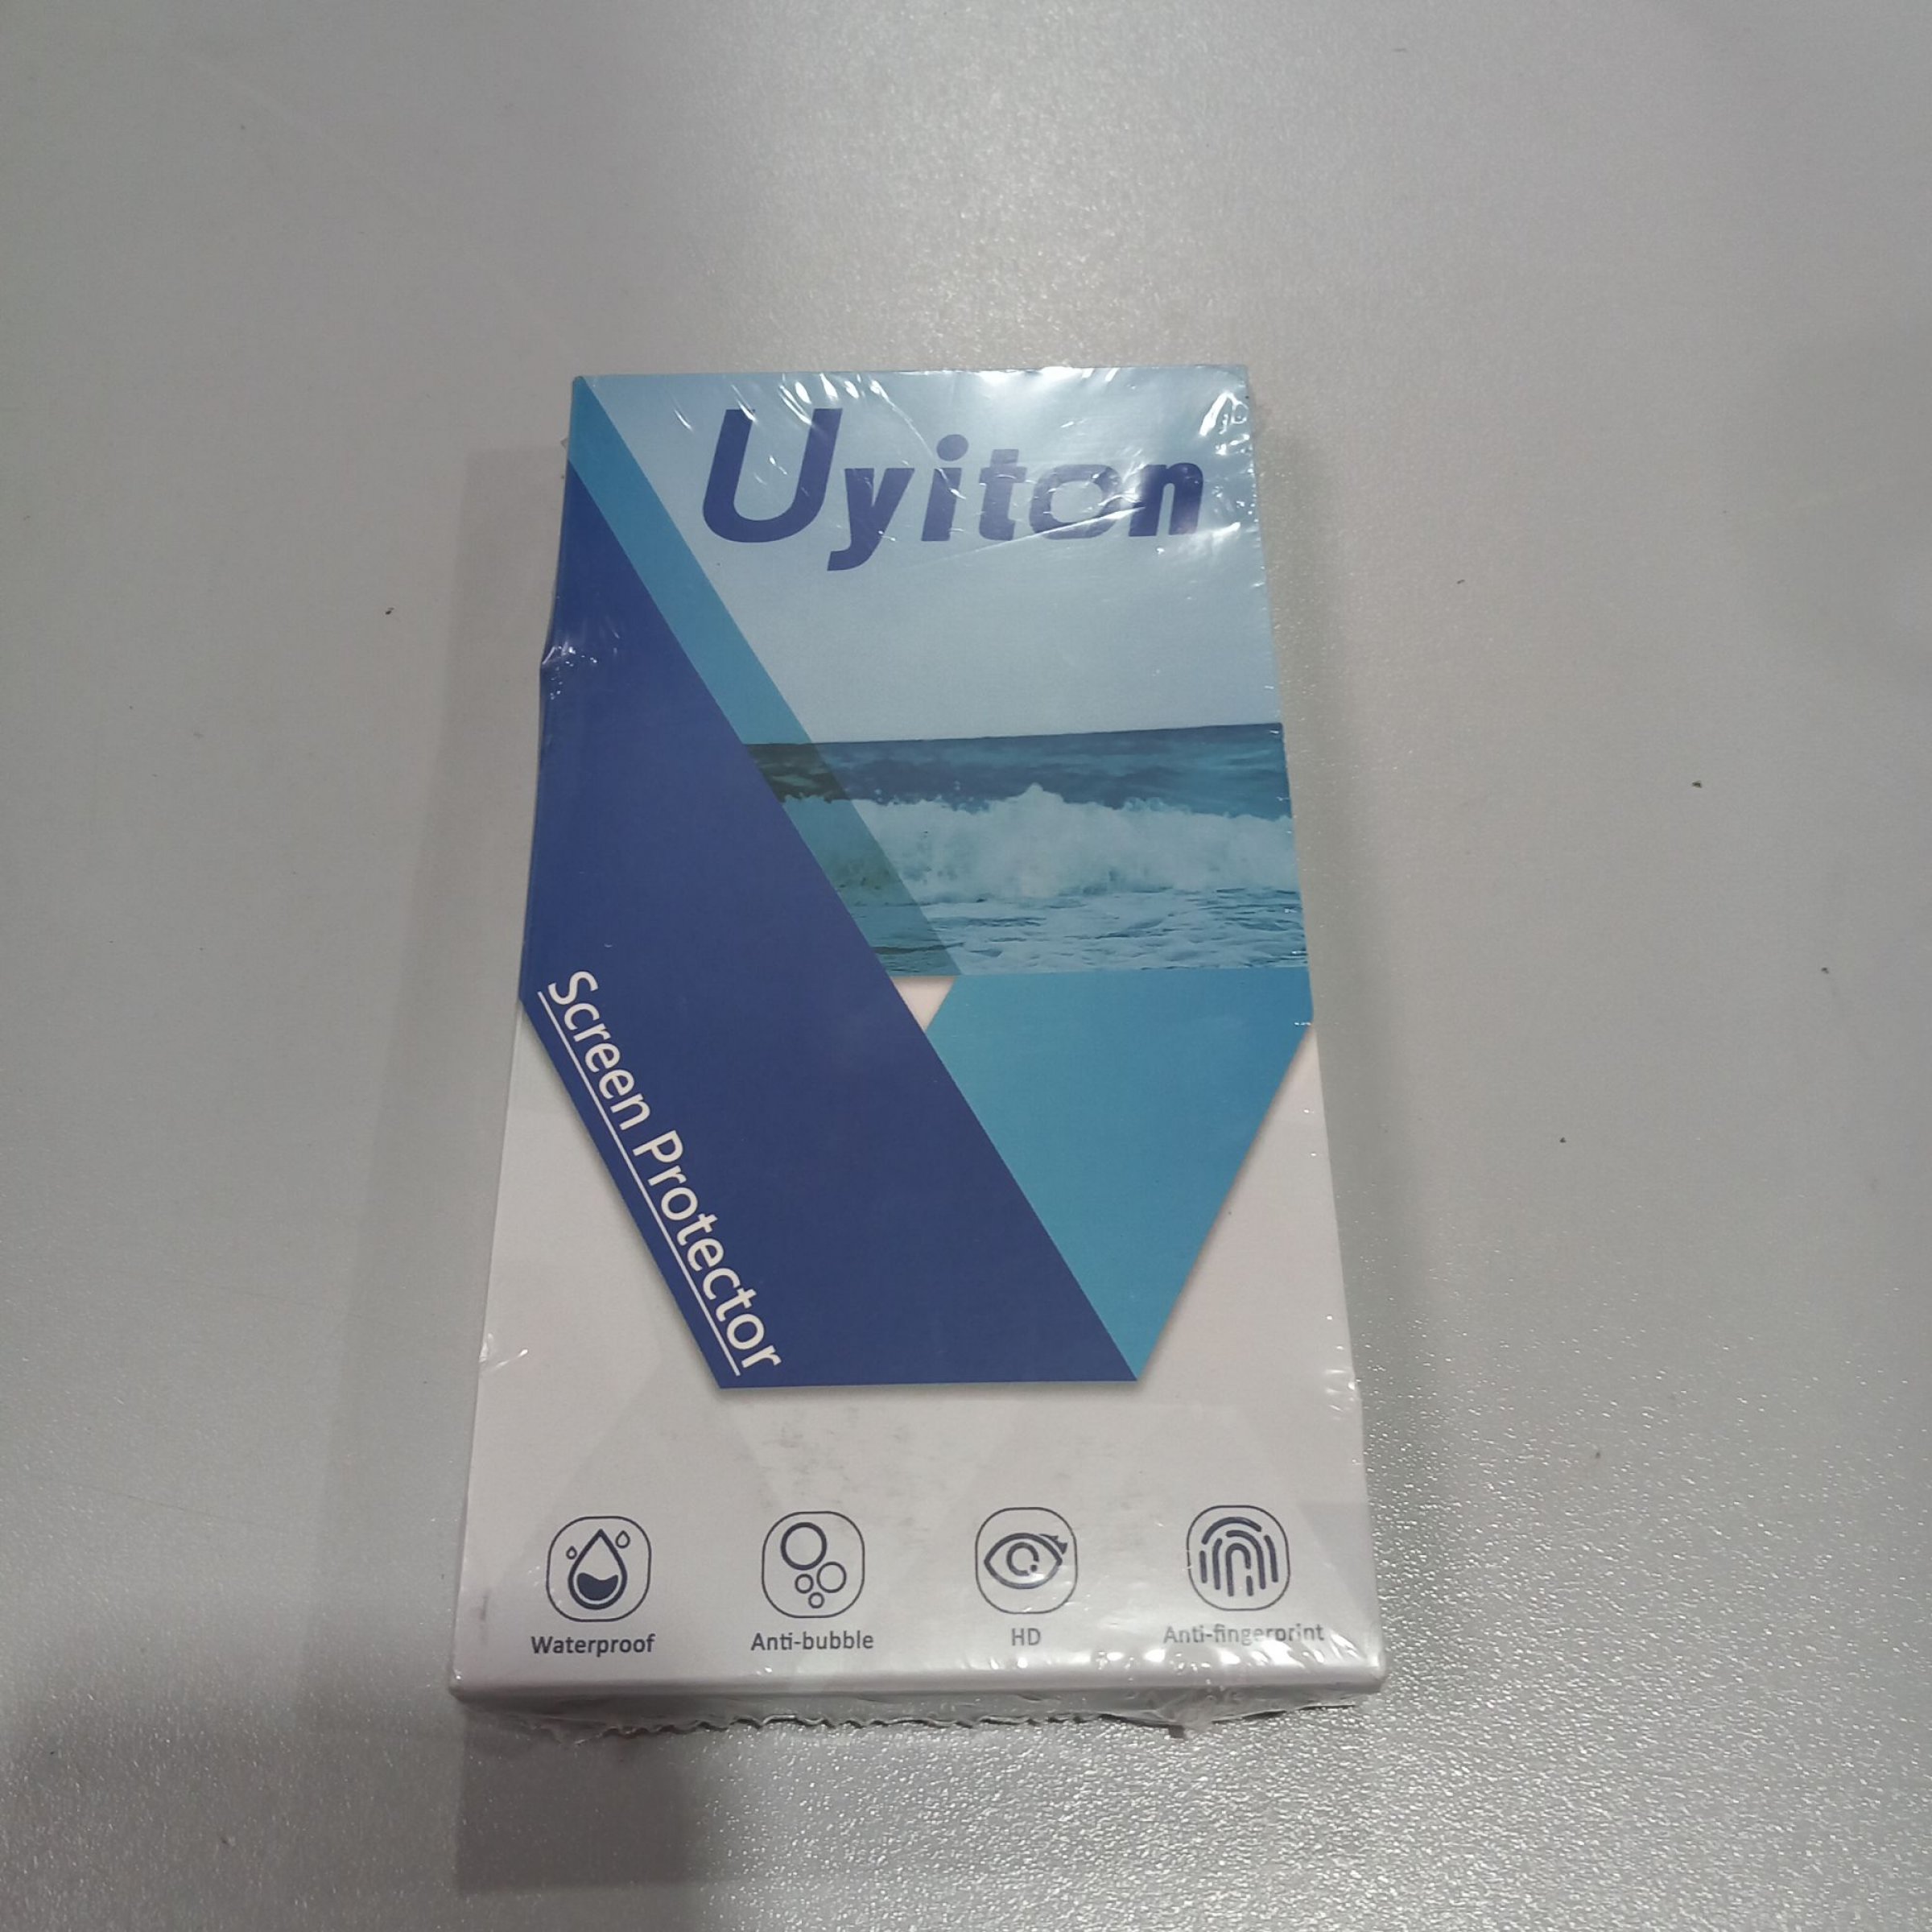 Uyiton
Screen Protector
Waterproof
Anti-bubble
HD
Anti-fingerprint